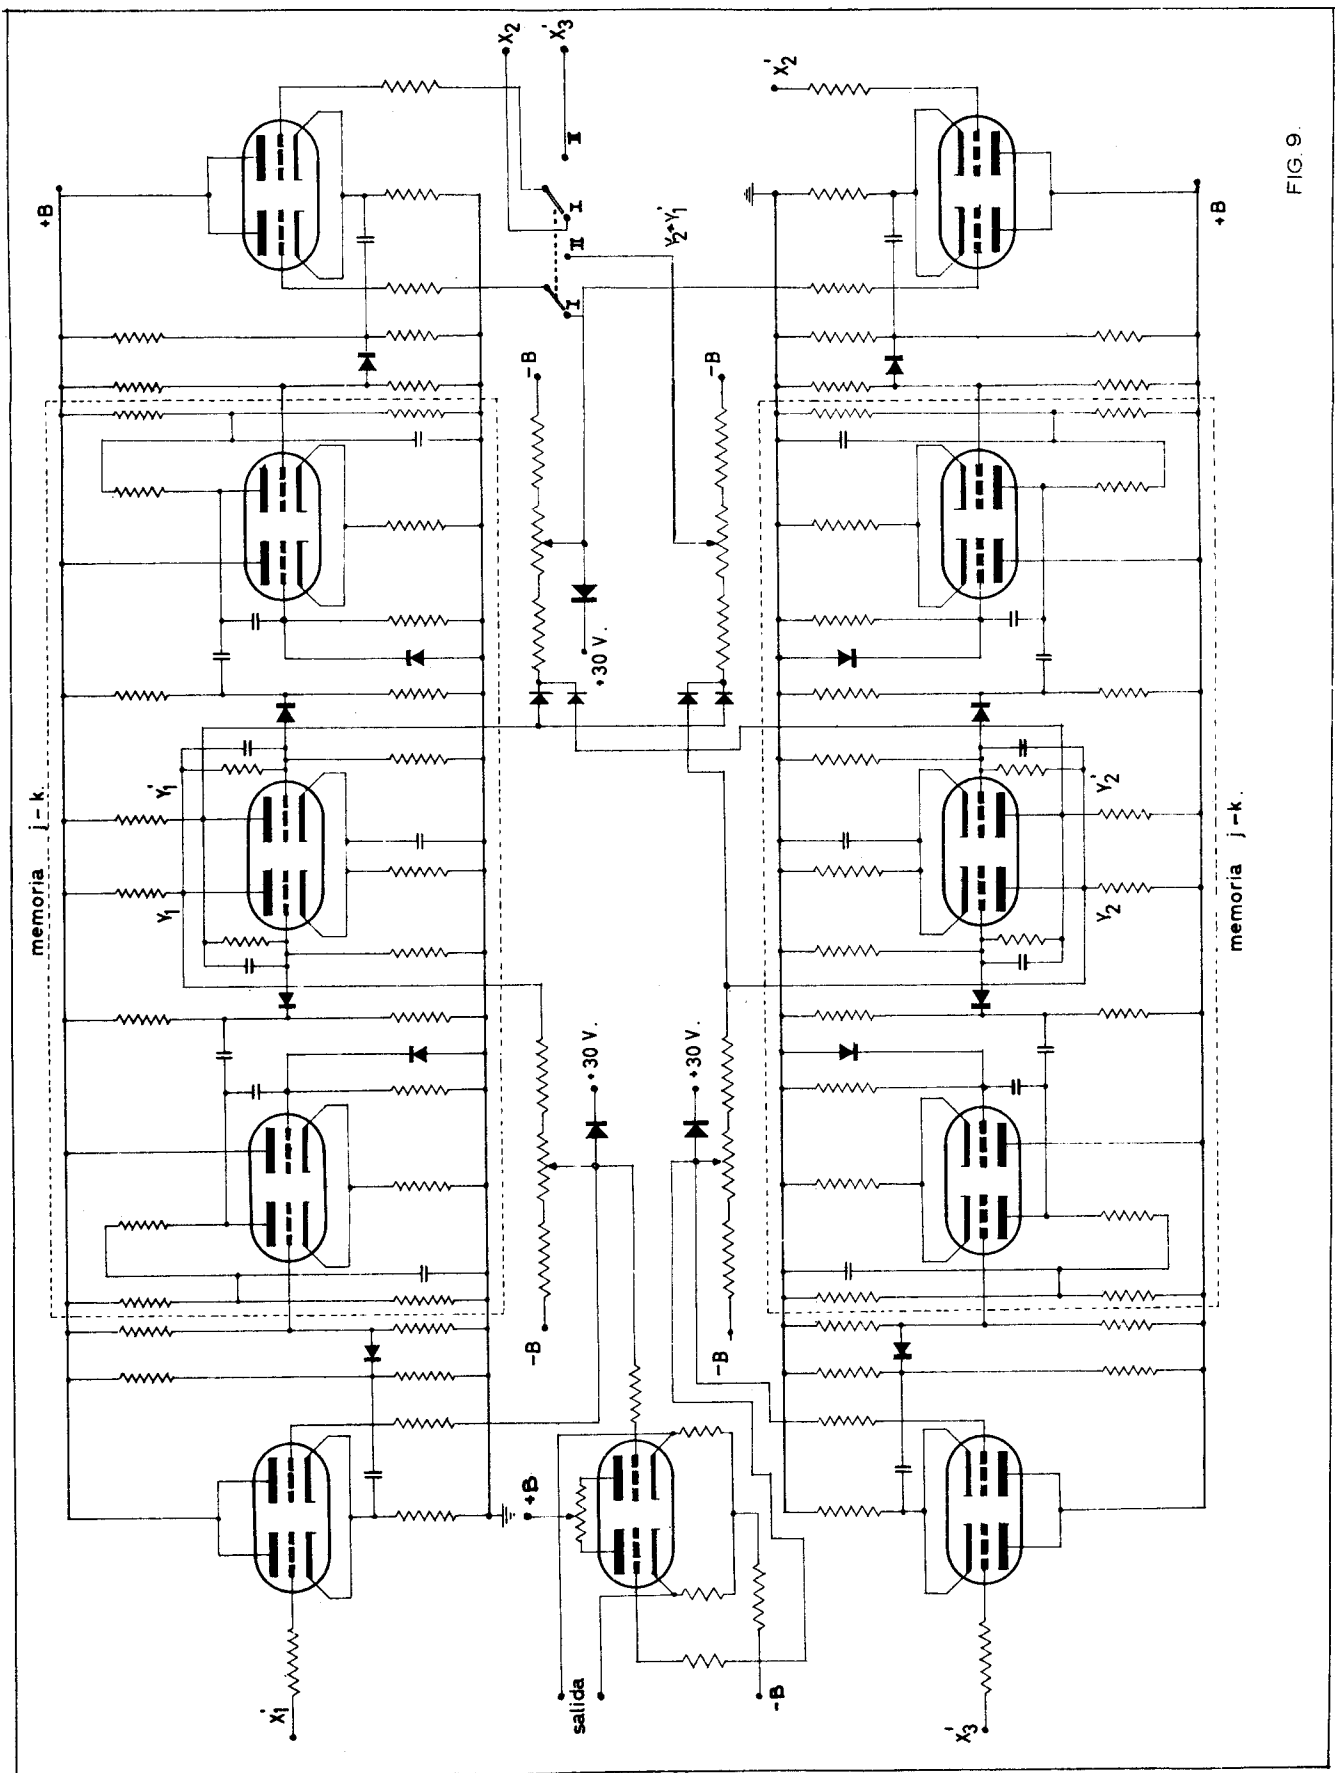 +B
X2
X'3
I
II
I
II
Y2+Y'1
X'2
+B
FIG. 9.
-B
+30 V.
-B
memoria j-k.
Y'1
Y1
Y'2
Y2
memoria j-k.
+30 V.
+30 V.
-B
-B
+B
salida
-B
X'1
X'3